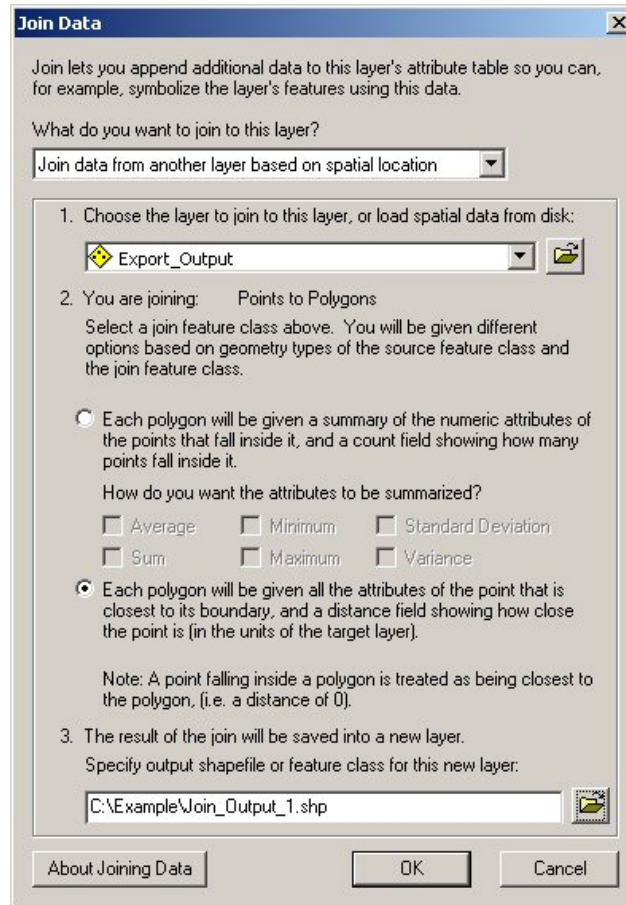 Join Data
Join lets you append additional data to this layer's attribute table so you can,
for example, symbolize the layer's features using this data.
What do you want to join to this layer?
Join data from another layer based on spatial location
1. Choose the layer to join to this layer, or load spatial data from disk:
Export_Output
2. You are joining: Points to Polygons
Select a join feature class above. You will be given different
options based on geometry types of the source feature class and
the join feature class.
Each polygon will be given a summary of the numeric attributes of
the points that fall inside it, and a count field showing how many
points fall inside it.
How do you want the attributes to be summarized?
Average Minimum Standard Deviation
Sum Maximum Variance
Each polygon will be given all the attributes of the point that is
closest to its boundary, and a distance field showing how close
the point is (in the units of the target layer).
Note: A point falling inside a polygon is treated as being closest to
the polygon, (i.e. a distance of 0).
3. The result of the join will be saved into a new layer.
Specify output shapefile or feature class for this new layer:
C:\Example\Join_Output_1.shp
About Joining Data OK Cancel